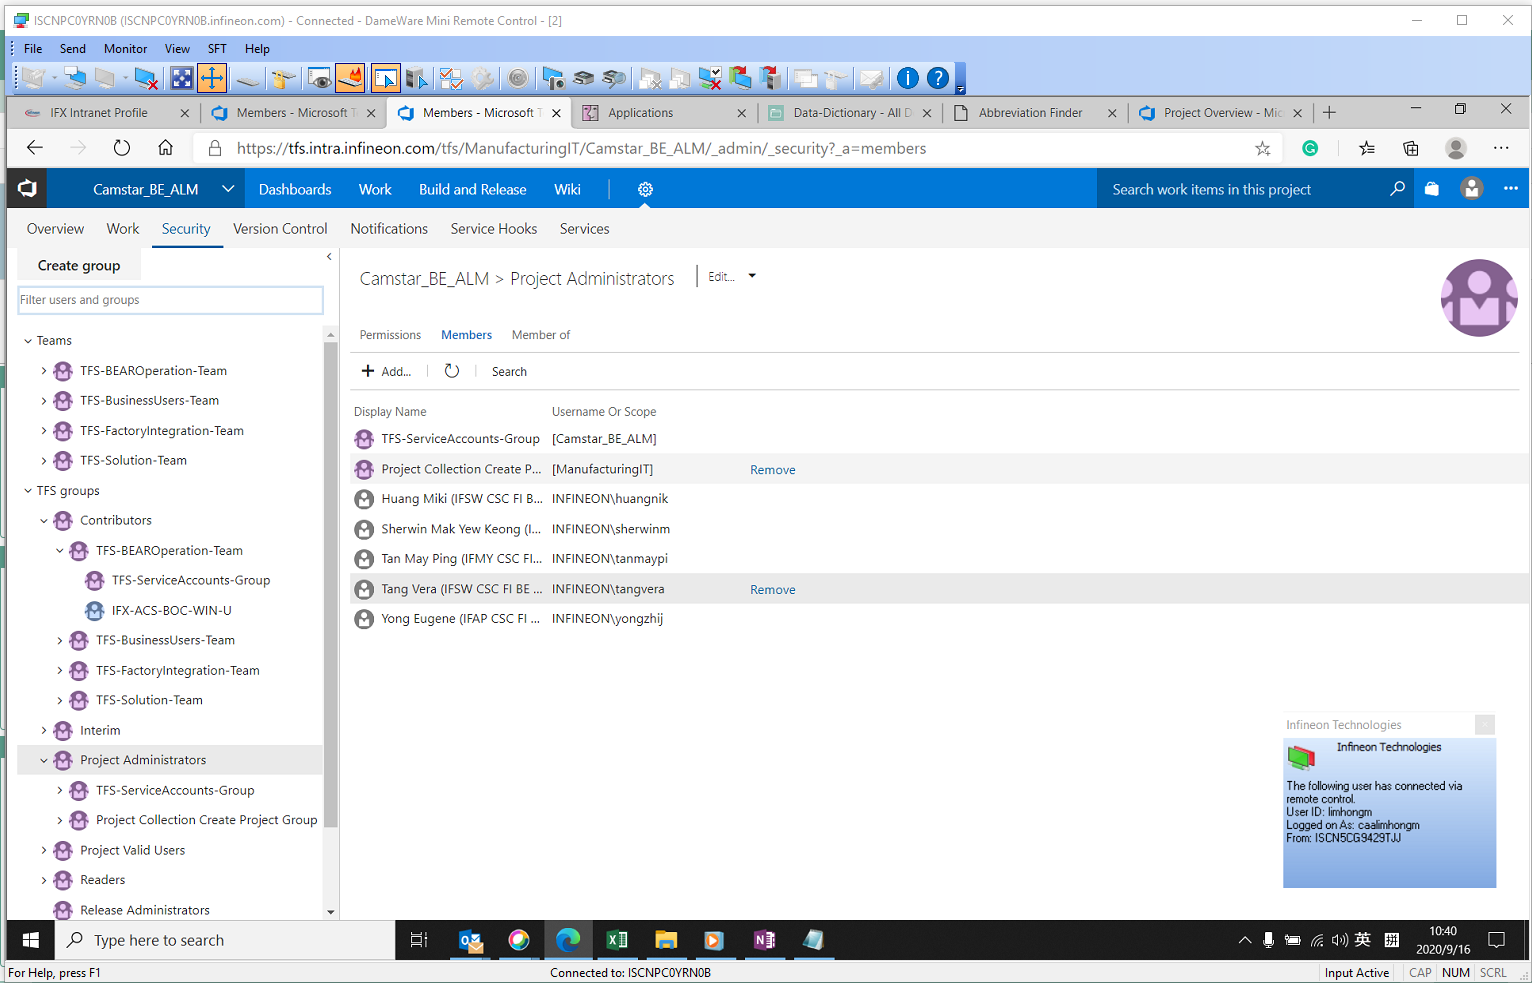 ISCNPC0YRN0B (ISCNPC0YRN0B.infineon.com) - Connected - DameWare Mini Remote Control - [2]
File Send Monitor View SFT Help
IFX Intranet Profile Members - Microsoft T Members - Microsoft T Applications Data-Dictionary - All D Abbreviation Finder Project Overview - Mic
https://tfs.intra.infineon.com/tfs/ManufacturingIT/Camstar_BE_ALM/_admin/_security?_a=members
Camstar_BE_ALM Dashboards Work Build and Release Wiki Search work items in this project
Overview Work Security Version Control Notifications Service Hooks Services
Create group
Filter users and groups
Teams
TFS-BEAROperation-Team
TFS-BusinessUsers-Team
TFS-FactoryIntegration-Team
TFS-Solution-Team
TFS groups
Contributors
TFS-BEAROperation-Team
TFS-ServiceAccounts-Group
IFX-ACS-BOC-WIN-U
TFS-BusinessUsers-Team
TFS-FactoryIntegration-Team
TFS-Solution-Team
Interim
Project Administrators
TFS-ServiceAccounts-Group
Project Collection Create Project Group
Project Valid Users
Readers
Release Administrators
Camstar_BE_ALM > Project Administrators Edit...
Permissions Members Member of
Add... Search
Display Name Username Or Scope
TFS-ServiceAccounts-Group [Camstar_BE_ALM]
Project Collection Create P... [ManufacturingIT] Remove
Huang Miki (IFSW CSC FI B... INFINEON\huangnik
Sherwin Mak Yew Keong (I... INFINEON\sherwinm
Tan May Ping (IFMY CSC FI... INFINEON\tanmaypi
Tang Vera (IFSW CSC FI BE ... INFINEON\tangvera Remove
Yong Eugene (IFAP CSC FI ... INFINEON\yongzhij
Infineon Technologies
Infineon Technologies
The following user has connected via
remote control.
User ID: limhongm
Logged on As: caalimhongm
From: ISCN5CG9429TJJ
Type here to search
英 拼
10:40
2020/9/16
For Help, press F1 Connected to: ISCNPC0YRN0B Input Active CAP NUM SCRL